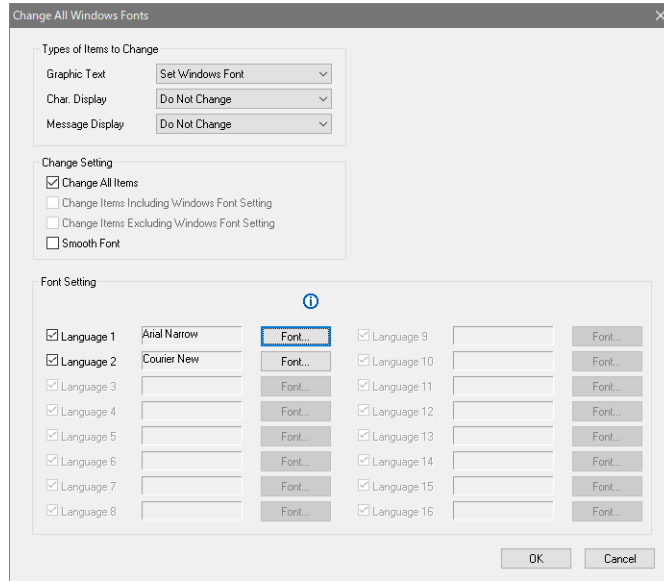 Change All Windows Fonts
Types of Items to Change
Graphic Text Set Windows Font
Char. Display Do Not Change
Message Display Do Not Change
Change Setting
Change All Items
Change Items Including Windows Font Setting
Change Items Excluding Windows Font Setting
Smooth Font
Font Setting
Language 1 Arial Narrow Font... Language 9 Font...
Language 2 Courier New Font... Language 10 Font...
Language 3 Font... Language 11 Font...
Language 4 Font... Language 12 Font...
Language 5 Font... Language 13 Font...
Language 6 Font... Language 14 Font...
Language 7 Font... Language 15 Font...
Language 8 Font... Language 16 Font...
OK Cancel